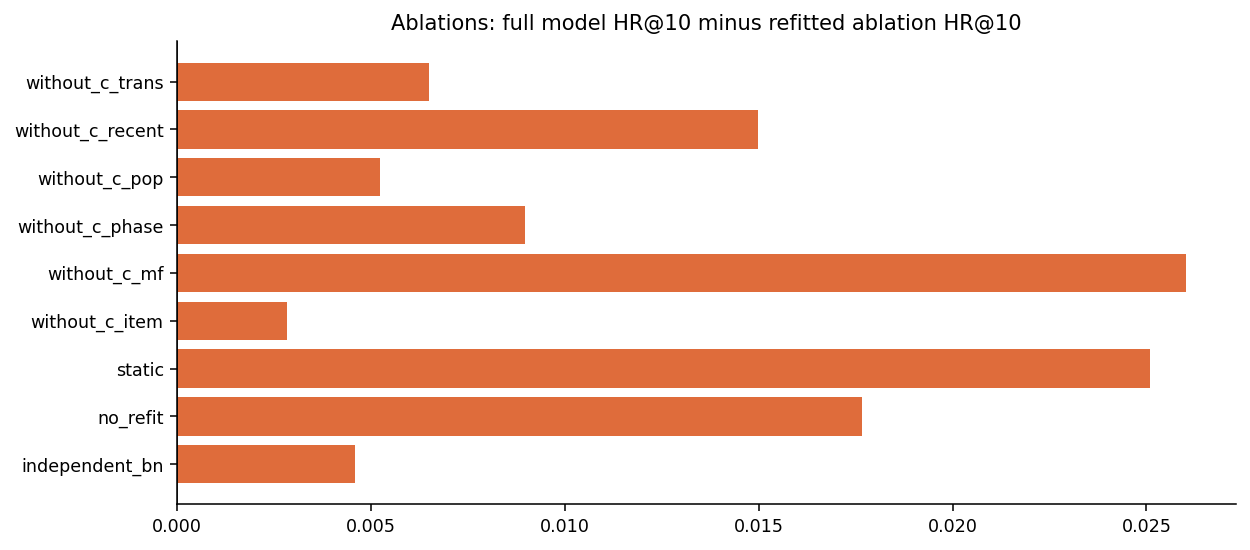 Ablations: full model HR@10 minus refitted ablation HR@10
without_c_trans
without_c_recent
without_c_pop
without_c_phase
without_c_mf
without_c_item
static
no_refit
independent_bn
0.000 0.005 0.010 0.015 0.020 0.025